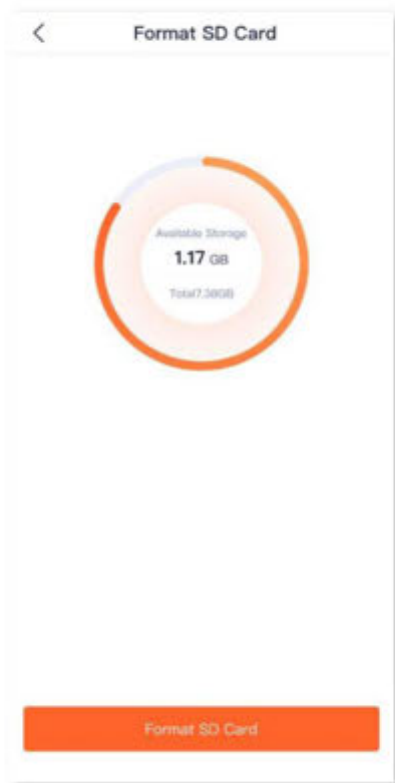 Format SD Card
Available Storage
1.17 GB
Total7.38GB
Format SD Card